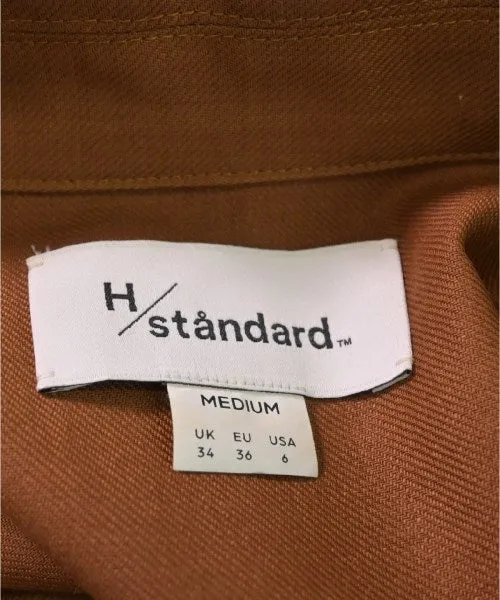 H/
ståndard™
MEDIUM
UK EU USA
34 36 6